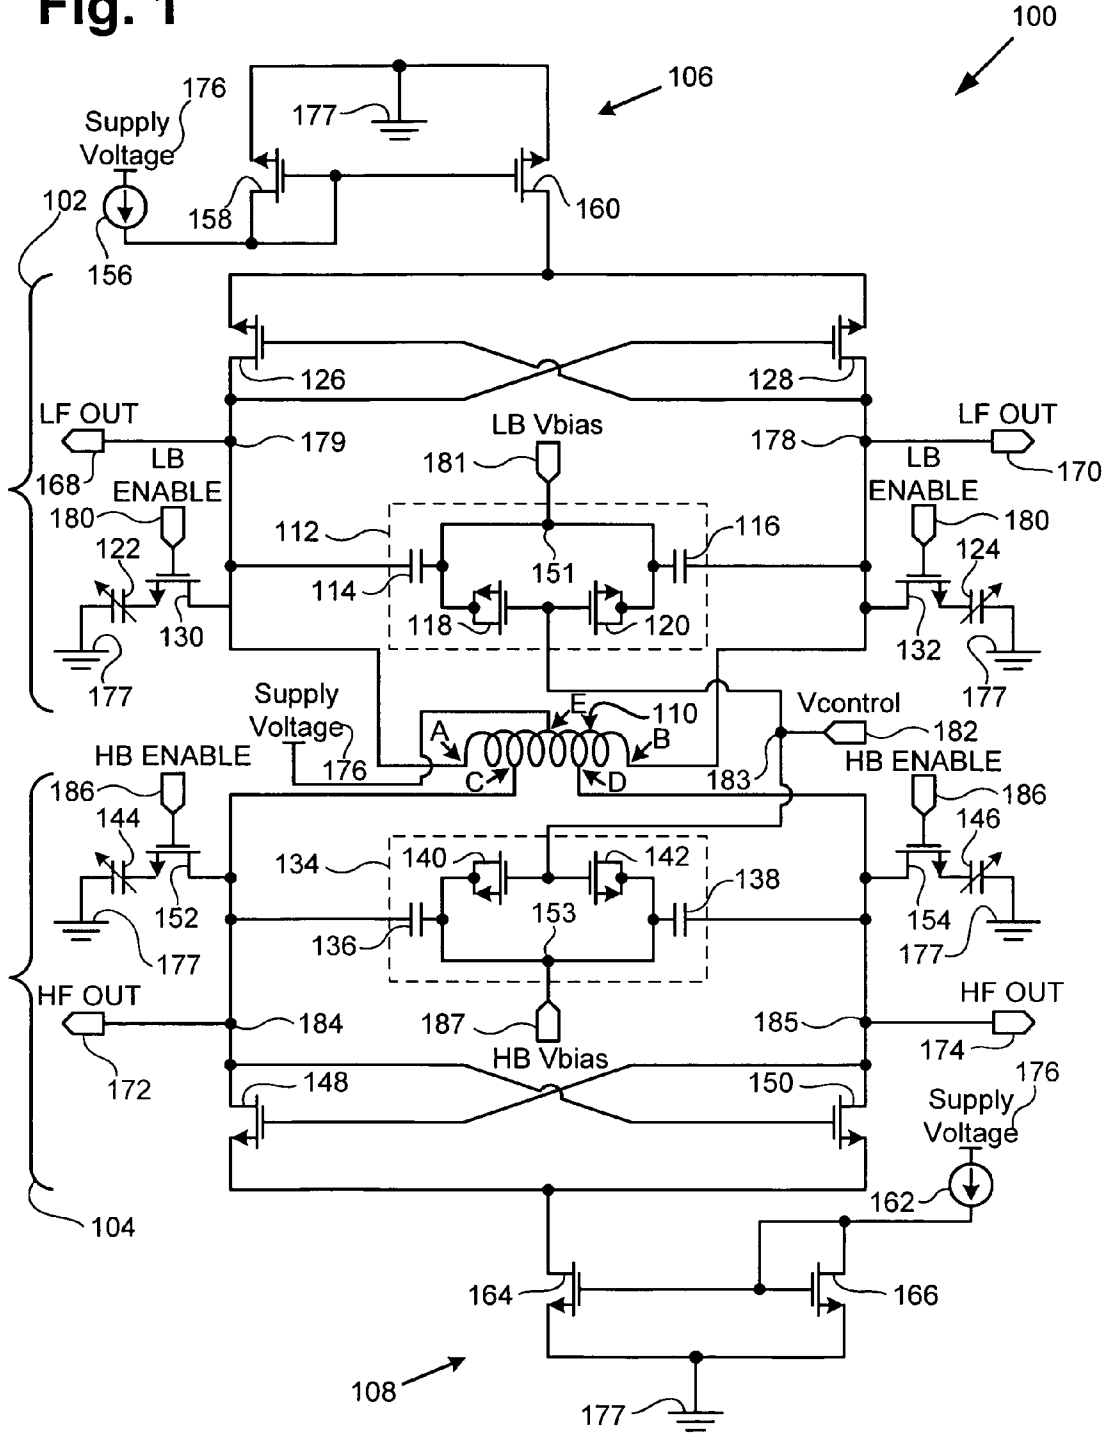 Fig. 1
100
106
177
176
Supply
Voltage
102
158
160
156
126
128
LF OUT
LB Vbias
LF OUT
179
178
181
168
170
LB
ENABLE
LB
ENABLE
180
180
112
116
122
124
114
151
118
120
130
132
177
177
Supply
Voltage
E
110
Vcontrol
A
B
176
182
C
D
183
HB ENABLE
HB ENABLE
186
186
144
146
134
140
142
138
152
153
154
136
177
177
HF OUT
HF OUT
184
187
185
172
HB Vbias
174
148
150
176
Supply
Voltage
162
104
164
166
108
177